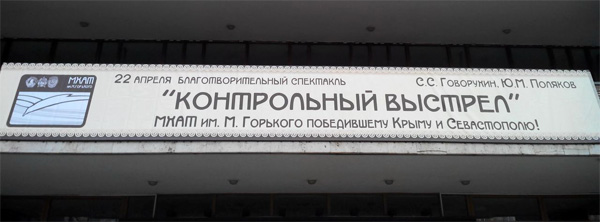 МХАТ
22 АПРЕЛЯ БЛАГОТВОРИТЕЛЬНЫЙ СПЕКТАКЛЬ С.С. ГОВОРУХИН, Ю.М. ПОЛЯКОВ
"КОНТРОЛЬНЫЙ ВЫСТРЕЛ"
МХАТ ИМ. М. ГОРЬКОГО ПОБЕДИВШЕМУ КРЫМУ И СЕВАСТОПОЛЮ!